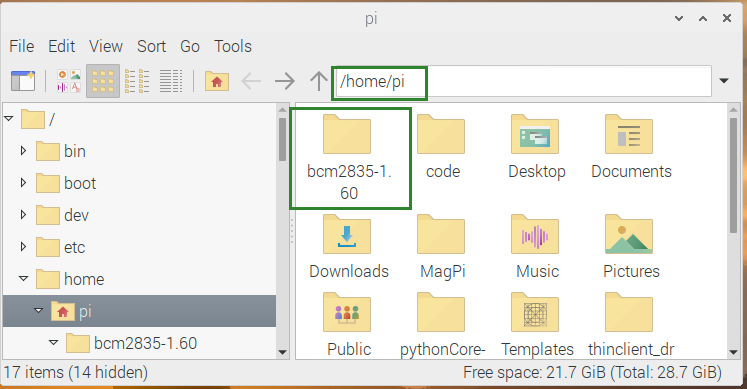 pi
File Edit View Sort Go Tools
/home/pi
/
bin
boot
dev
etc
home
pi
bcm2835-1.60
bcm2835-1.
60
code
Desktop
Documents
Downloads
MagPi
Music
Pictures
Public
pythonCore-
Templates
thinclient_dr
17 items (14 hidden)
Free space: 21.7 GiB (Total: 28.7 GiB)